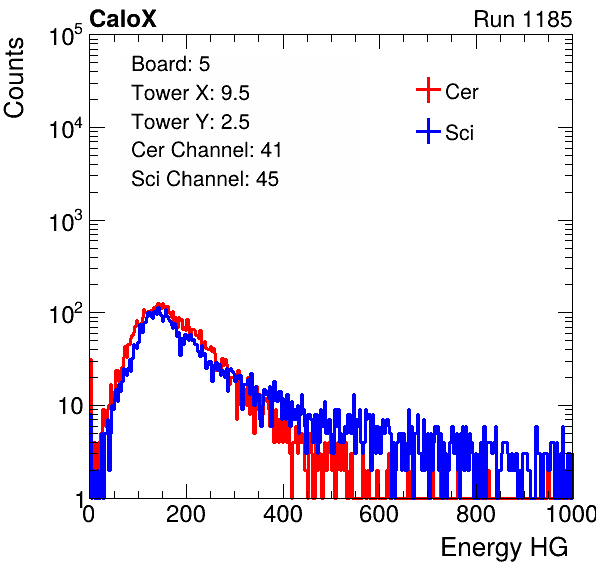 CaloX Run 1185
Counts
10^5
10^4
10^3
10^2
10
1
Board: 5
Tower X: 9.5
Tower Y: 2.5
Cer Channel: 41
Sci Channel: 45
Cer
Sci
0 200 400 600 800 1000
Energy HG